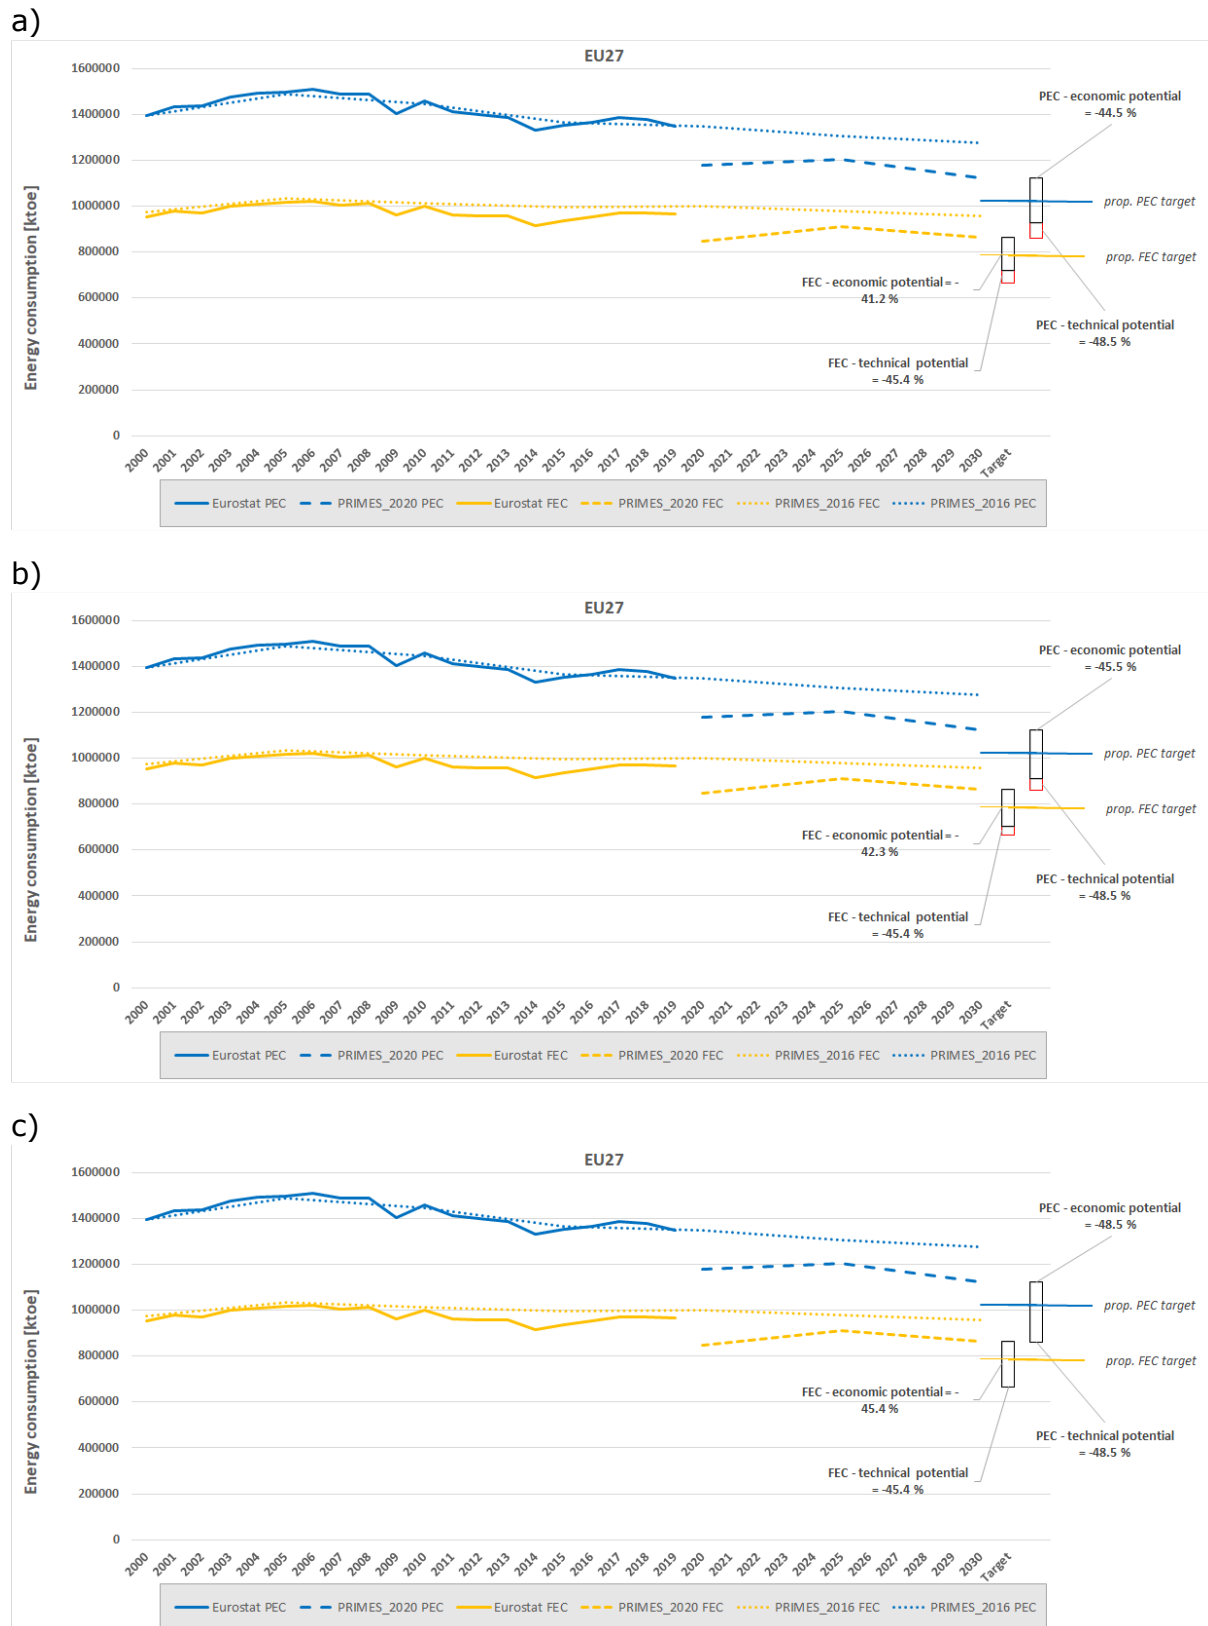 a)
EU27
1600000
1400000
1200000
1000000
800000
600000
400000
200000
0
Energy consumption [ktoe]
PEC - economic potential
= -44.5 %
prop. PEC target
prop. FEC target
FEC - economic potential = -
41.2 %
PEC - technical potential
= -48.5 %
FEC - technical potential
= -45.4 %
2000 2001 2002 2003 2004 2005 2006 2007 2008 2009 2010 2011 2012 2013 2014 2015 2016 2017 2018 2019 2020 2021 2022 2023 2024 2025 2026 2027 2028 2029 2030 Target
Eurostat PEC PRIMES_2020 PEC Eurostat FEC PRIMES_2020 FEC PRIMES_2016 FEC PRIMES_2016 PEC
b)
EU27
1600000
1400000
1200000
1000000
800000
600000
400000
200000
0
Energy consumption [ktoe]
PEC - economic potential
= -45.5 %
prop. PEC target
prop. FEC target
FEC - economic potential = -
42.3 %
PEC - technical potential
= -48.5 %
FEC - technical potential
= -45.4 %
2000 2001 2002 2003 2004 2005 2006 2007 2008 2009 2010 2011 2012 2013 2014 2015 2016 2017 2018 2019 2020 2021 2022 2023 2024 2025 2026 2027 2028 2029 2030 Target
Eurostat PEC PRIMES_2020 PEC Eurostat FEC PRIMES_2020 FEC PRIMES_2016 FEC PRIMES_2016 PEC
c)
EU27
1600000
1400000
1200000
1000000
800000
600000
400000
200000
0
Energy consumption [ktoe]
PEC - economic potential
= -48.5 %
prop. PEC target
prop. FEC target
FEC - economic potential = -
45.4 %
PEC - technical potential
= -48.5 %
FEC - technical potential
= -45.4 %
2000 2001 2002 2003 2004 2005 2006 2007 2008 2009 2010 2011 2012 2013 2014 2015 2016 2017 2018 2019 2020 2021 2022 2023 2024 2025 2026 2027 2028 2029 2030 Target
Eurostat PEC PRIMES_2020 PEC Eurostat FEC PRIMES_2020 FEC PRIMES_2016 FEC PRIMES_2016 PEC